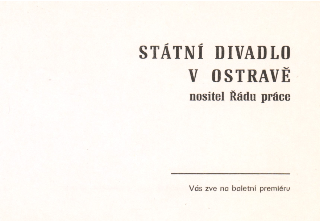 STÁTNÍ DIVADLO
V OSTRAVĚ
nositel Řádu práce
Vás zve na baletní premiéru